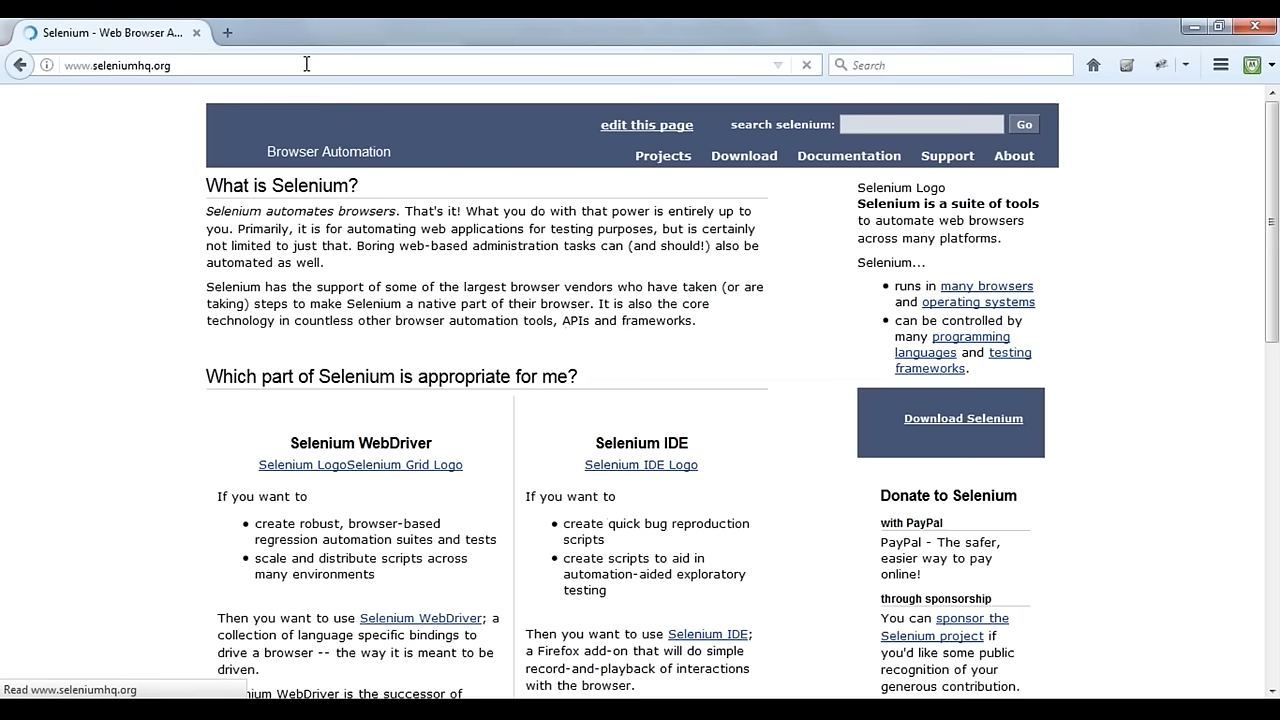 Selenium - Web Browser A...
www.seleniumhq.org
Search
edit this page
search selenium:
Go
Browser Automation
Projects
Download
Documentation
Support
About
What is Selenium?
Selenium automates browsers. That's it! What you do with that power is entirely up to
you. Primarily, it is for automating web applications for testing purposes, but is certainly
not limited to just that. Boring web-based administration tasks can (and should!) also be
automated as well.
Selenium has the support of some of the largest browser vendors who have taken (or are
taking) steps to make Selenium a native part of their browser. It is also the core
technology in countless other browser automation tools, APIs and frameworks.
Which part of Selenium is appropriate for me?
Selenium WebDriver
Selenium LogoSelenium Grid Logo
If you want to
• create robust, browser-based
regression automation suites and tests
• scale and distribute scripts across
many environments
Then you want to use Selenium WebDriver; a
collection of language specific bindings to
drive a browser -- the way it is meant to be
driven.
nium WebDriver is the successor of
Selenium IDE
Selenium IDE Logo
If you want to
• create quick bug reproduction
scripts
• create scripts to aid in
automation-aided exploratory
testing
Then you want to use Selenium IDE;
a Firefox add-on that will do simple
record-and-playback of interactions
with the browser.
Selenium Logo
Selenium is a suite of tools
to automate web browsers
across many platforms.
Selenium...
• runs in many browsers
and operating systems
• can be controlled by
many programming
languages and testing
frameworks.
Download Selenium
Donate to Selenium
with PayPal
PayPal - The safer,
easier way to pay
online!
through sponsorship
You can sponsor the
Selenium project if
you'd like some public
recognition of your
generous contribution.
Read www.seleniumhq.org